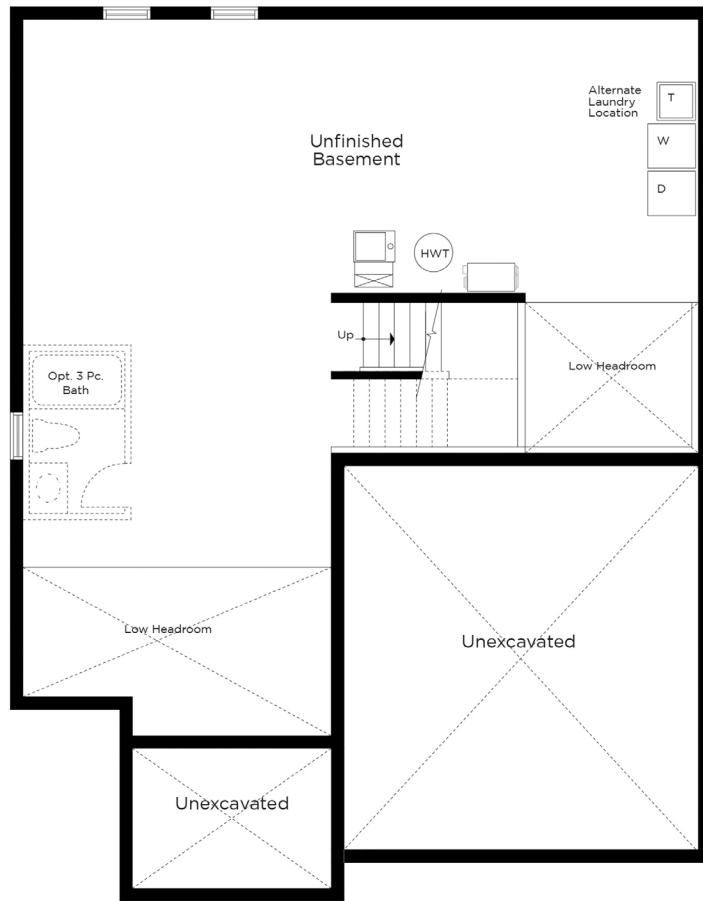 Alternate
Laundry
Location
T
W
D
Unfinished
Basement
HWT
Up
Low Headroom
Opt. 3 Pc.
Bath
Low Headroom
Unexcavated
Unexcavated